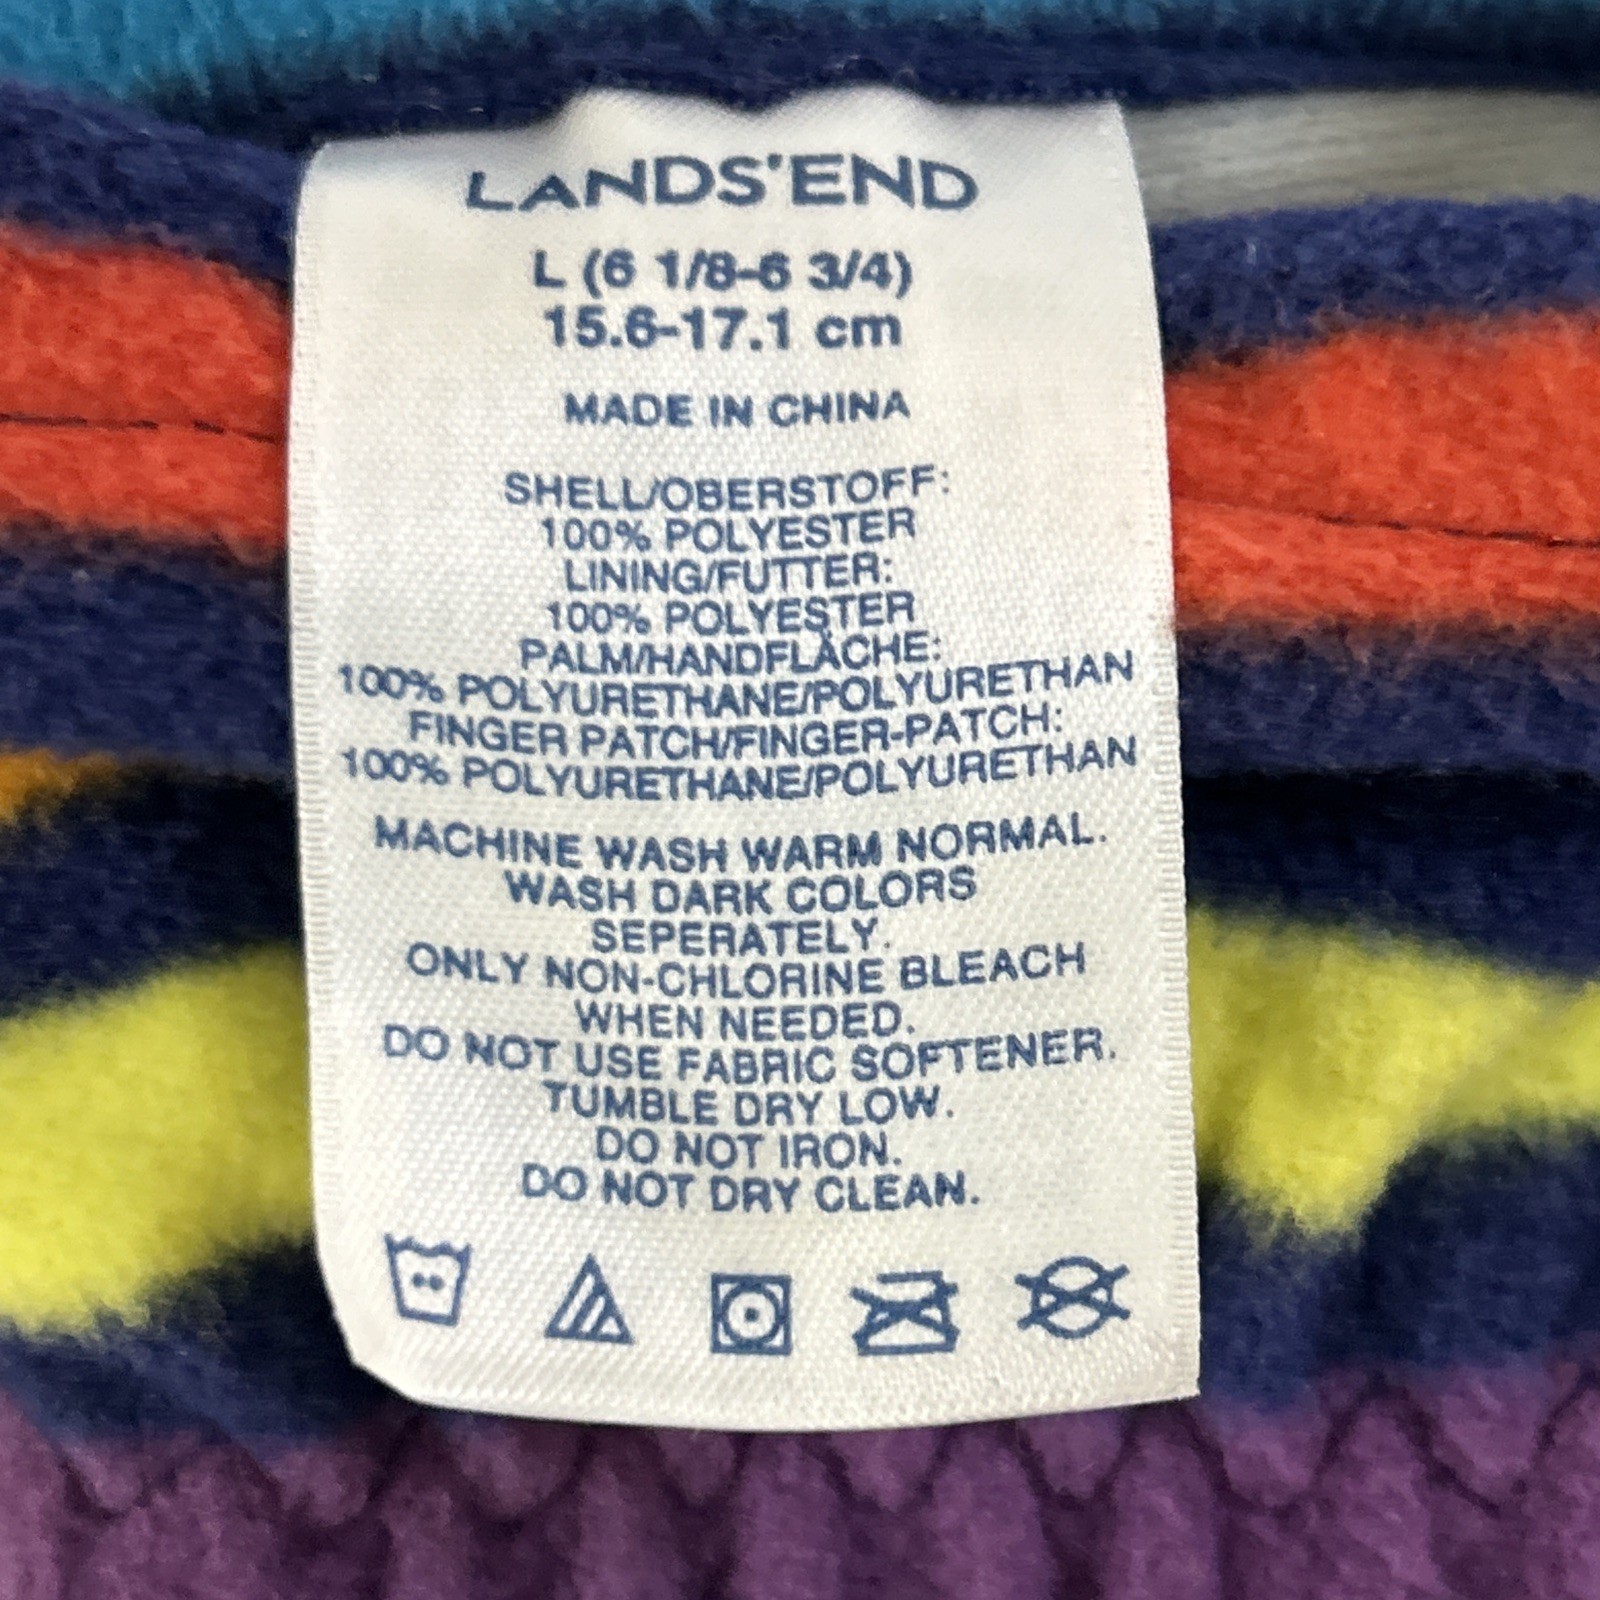 LANDS'END
L (6 1/8-6 3/4)
15.6-17.1 cm
MADE IN CHINA
SHELL/OBERSTOFF:
100% POLYESTER
LINING/FUTTER:
100% POLYESTER
PALM/HANDFLÄCHE:
100% POLYURETHANE/POLYURETHAN
FINGER PATCH/FINGER-PATCH:
100% POLYURETHANE/POLYURETHAN
MACHINE WASH WARM NORMAL.
WASH DARK COLORS
SEPERATELY.
ONLY NON-CHLORINE BLEACH
WHEN NEEDED.
DO NOT USE FABRIC SOFTENER.
TUMBLE DRY LOW.
DO NOT IRON.
DO NOT DRY CLEAN.